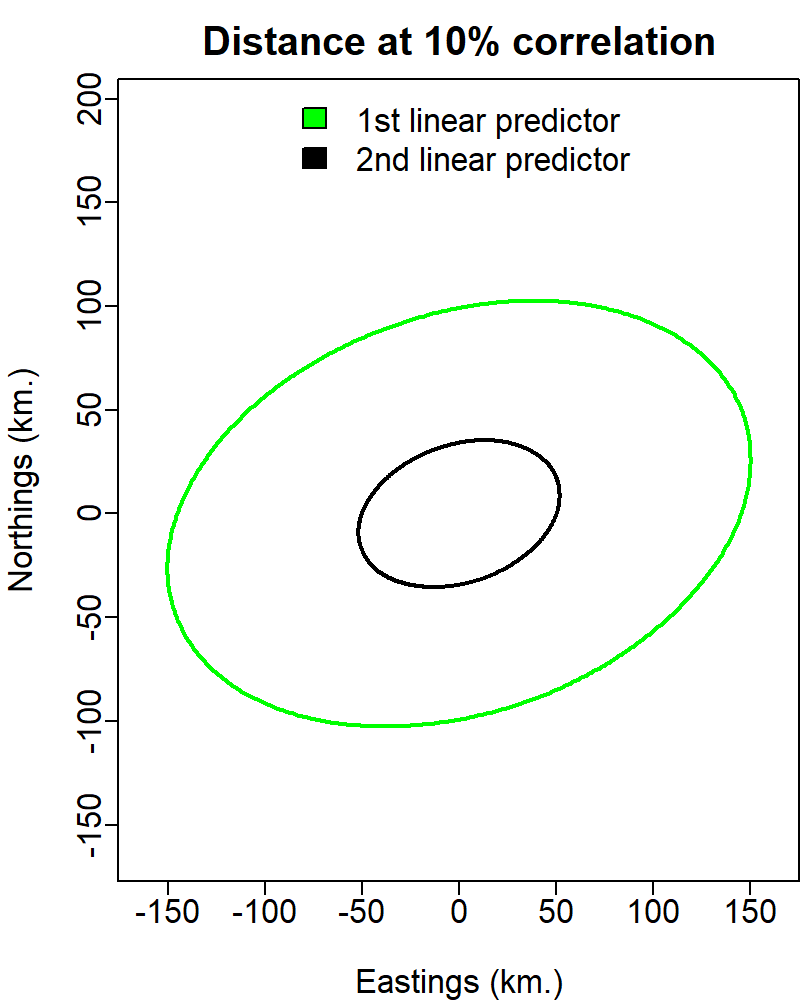 Distance at 10% correlation
1st linear predictor
2nd linear predictor
Northings (km.)
200
150
100
50
0
-50
-100
-150
-150 -100 -50 0 50 100 150
Eastings (km.)